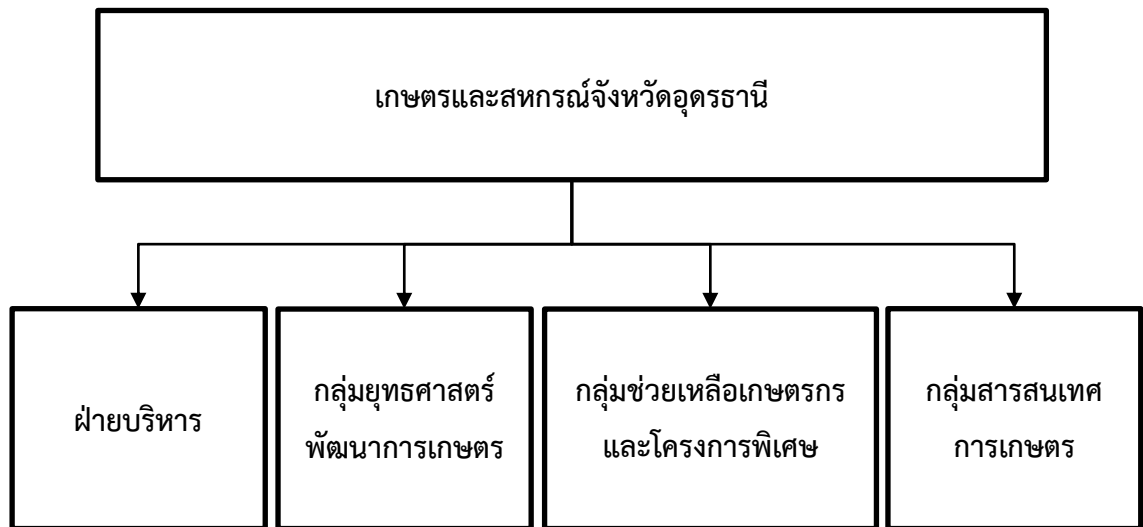 เกษตรและสหกรณ์จังหวัดอุดรธานี
ฝ่ายบริหาร
กลุ่มยุทธศาสตร์
พัฒนาการเกษตร
กลุ่มช่วยเหลือเกษตรกร
และโครงการพิเศษ
กลุ่มสารสนเทศ
การเกษตร